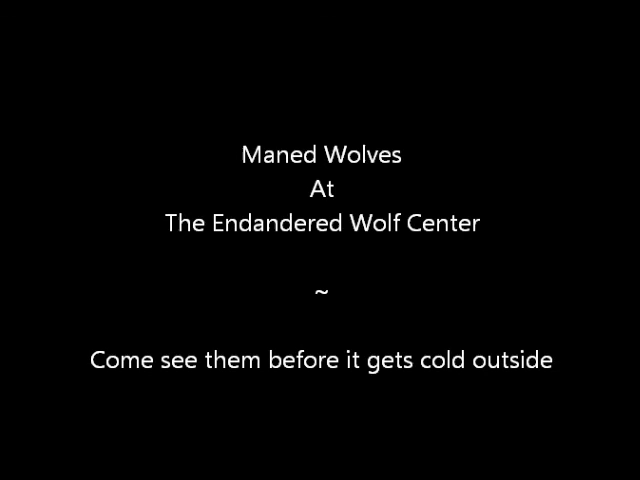 Maned Wolves
At
The Endandered Wolf Center
~
Come see them before it gets cold outside